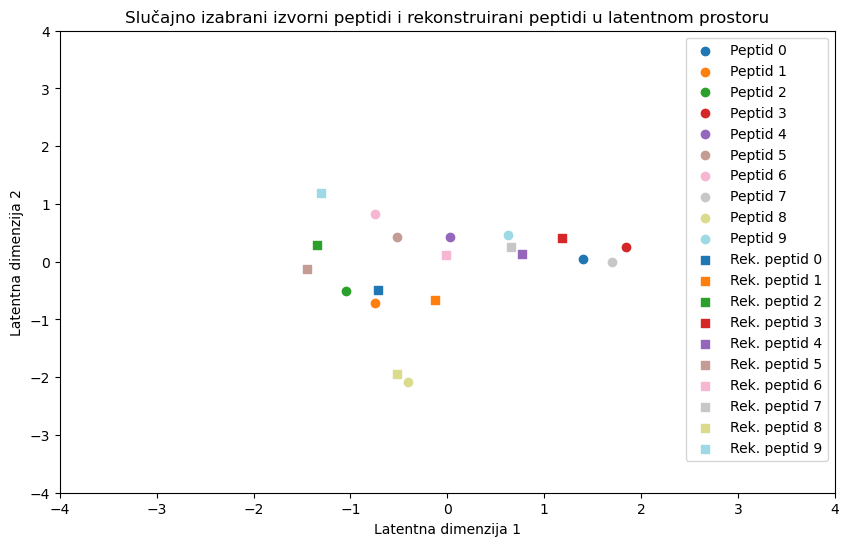 Slučajno izabrani izvorni peptidi i rekonstruirani peptidi u latentnom prostoru
4
3
2
1
0
−1
−2
−3
−4
Latentna dimenzija 2
−4
−3
−2
−1
0
1
2
3
4
Latentna dimenzija 1
Peptid 0
Peptid 1
Peptid 2
Peptid 3
Peptid 4
Peptid 5
Peptid 6
Peptid 7
Peptid 8
Peptid 9
Rek. peptid 0
Rek. peptid 1
Rek. peptid 2
Rek. peptid 3
Rek. peptid 4
Rek. peptid 5
Rek. peptid 6
Rek. peptid 7
Rek. peptid 8
Rek. peptid 9